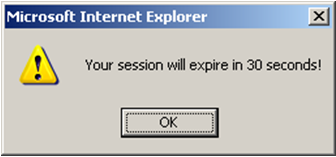 Microsoft Internet Explorer
Your session will expire in 30 seconds!
OK